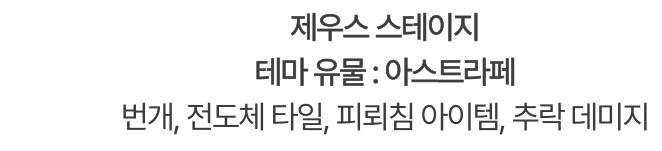 제우스 스테이지
테마 유물 : 아스트라페
번개, 전도체 타일, 피뢰침 아이템, 추락 데미지